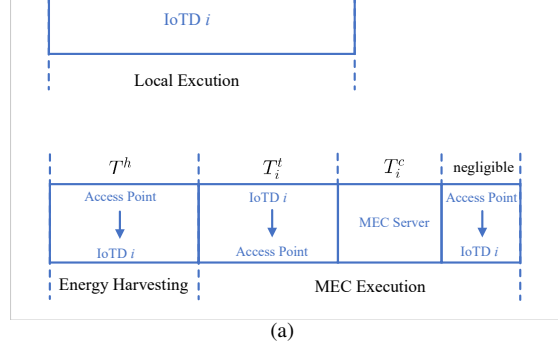 IoTD i
Local Excution
T^h T_i^t T_i^c negligible
Access Point IoTD i MEC Server Access Point
IoTD i Access Point IoTD i
Energy Harvesting MEC Execution
(a)